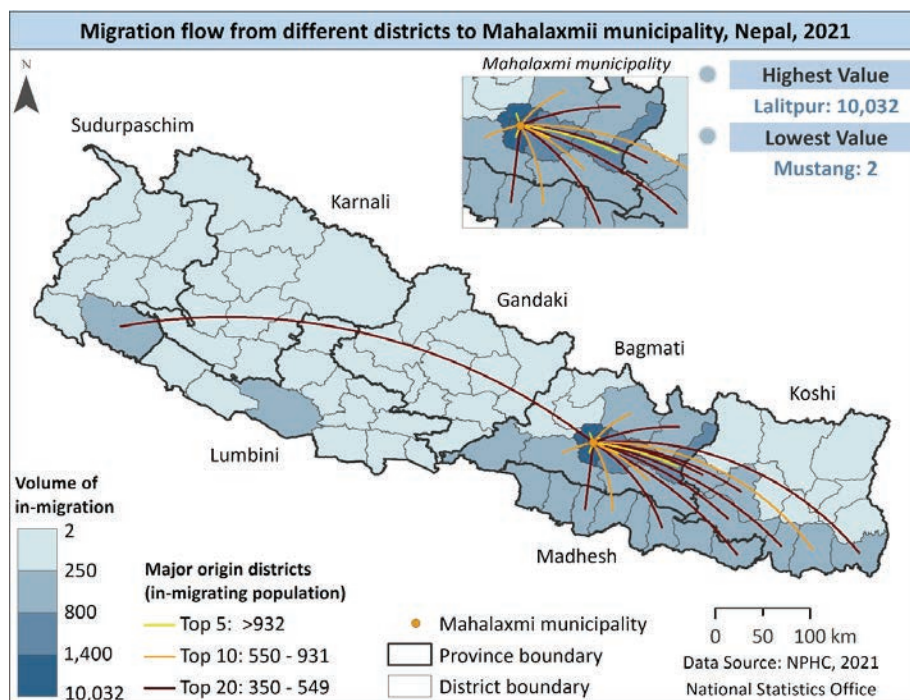 Migration flow from different districts to Mahalaxmii municipality, Nepal, 2021
N
Mahalaxmi municipality
Highest Value
Lalitpur: 10,032
Lowest Value
Mustang: 2
Sudurpaschim
Karnali
Gandaki
Bagmati
Koshi
Lumbini
Madhesh
Volume of
in-migration
2
250
800
1,400
10,032
Major origin districts
(in-migrating population)
Top 5: >932
Top 10: 550 - 931
Top 20: 350 - 549
Mahalaxmi municipality
Province boundary
District boundary
0 50 100 km
Data Source: NPHC, 2021
National Statistics Office